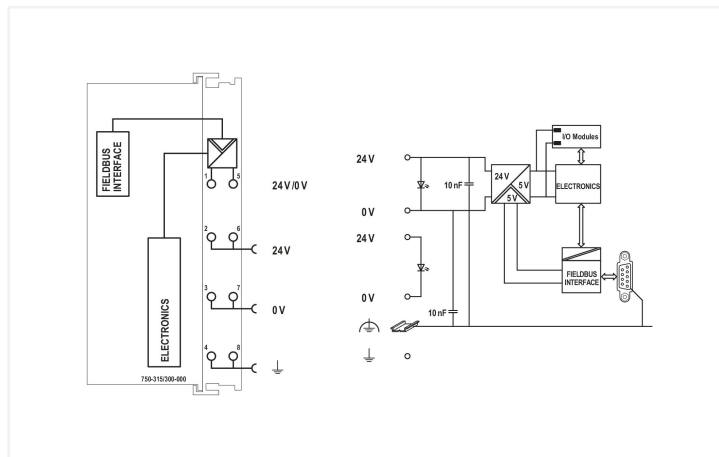 FIELDBUS
INTERFACE
ELECTRONICS
1 5
24 V/0 V
2 6
24 V
3 7
0 V
4 8
750-315/300-000
24 V
0 V
24 V
0 V
10 nF
10 nF
24 V
5 V
5 V
I/O Modules
ELECTRONICS
FIELDBUS
INTERFACE